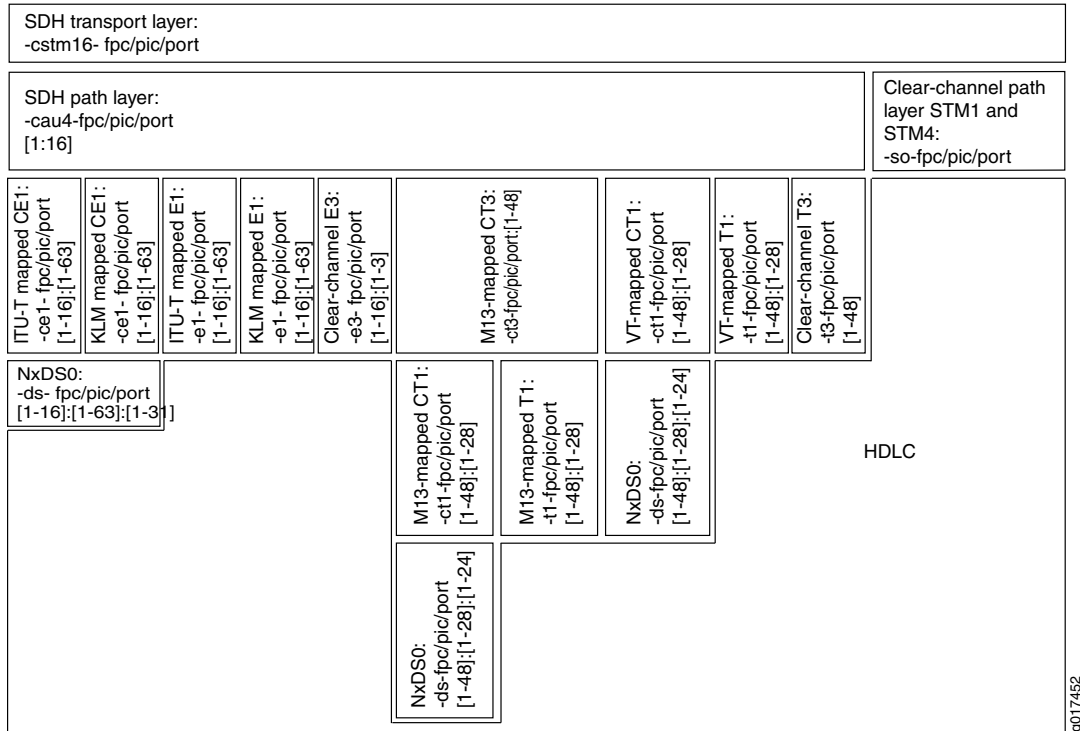 SDH transport layer:
-cstm16- fpc/pic/port
SDH path layer:
-cau4-fpc/pic/port
[1:16]
Clear-channel path
layer STM1 and
STM4:
-so-fpc/pic/port
ITU-T mapped CE1:
-ce1- fpc/pic/port
[1-16]:[1-63]
KLM mapped CE1:
-ce1- fpc/pic/port
[1-16]:[1-63]
ITU-T mapped E1:
-e1- fpc/pic/port
[1-16]:[1-63]
KLM mapped E1:
-e1- fpc/pic/port
[1-16]:[1-63]
Clear-channel E3:
-e3- fpc/pic/port
[1-16]:[1-3]
M13-mapped CT3:
-ct3-fpc/pic/port:[1-48]
VT-mapped CT1:
-ct1-fpc/pic/port
[1-48]:[1-28]
VT-mapped T1:
-t1-fpc/pic/port
[1-48]:[1-28]
Clear-channel T3:
-t3-fpc/pic/port
[1-48]
NxDS0:
-ds- fpc/pic/port
[1-16]:[1-63]:[1-31]
M13-mapped CT1:
-ct1-fpc/pic/port
[1-48]:[1-28]
M13-mapped T1:
-t1-fpc/pic/port
[1-48]:[1-28]
NxDS0:
-ds-fpc/pic/port
[1-48]:[1-28]:[1-24]
HDLC
NxDS0:
-ds-fpc/pic/port
[1-48]:[1-28]:[1-24]
g017452